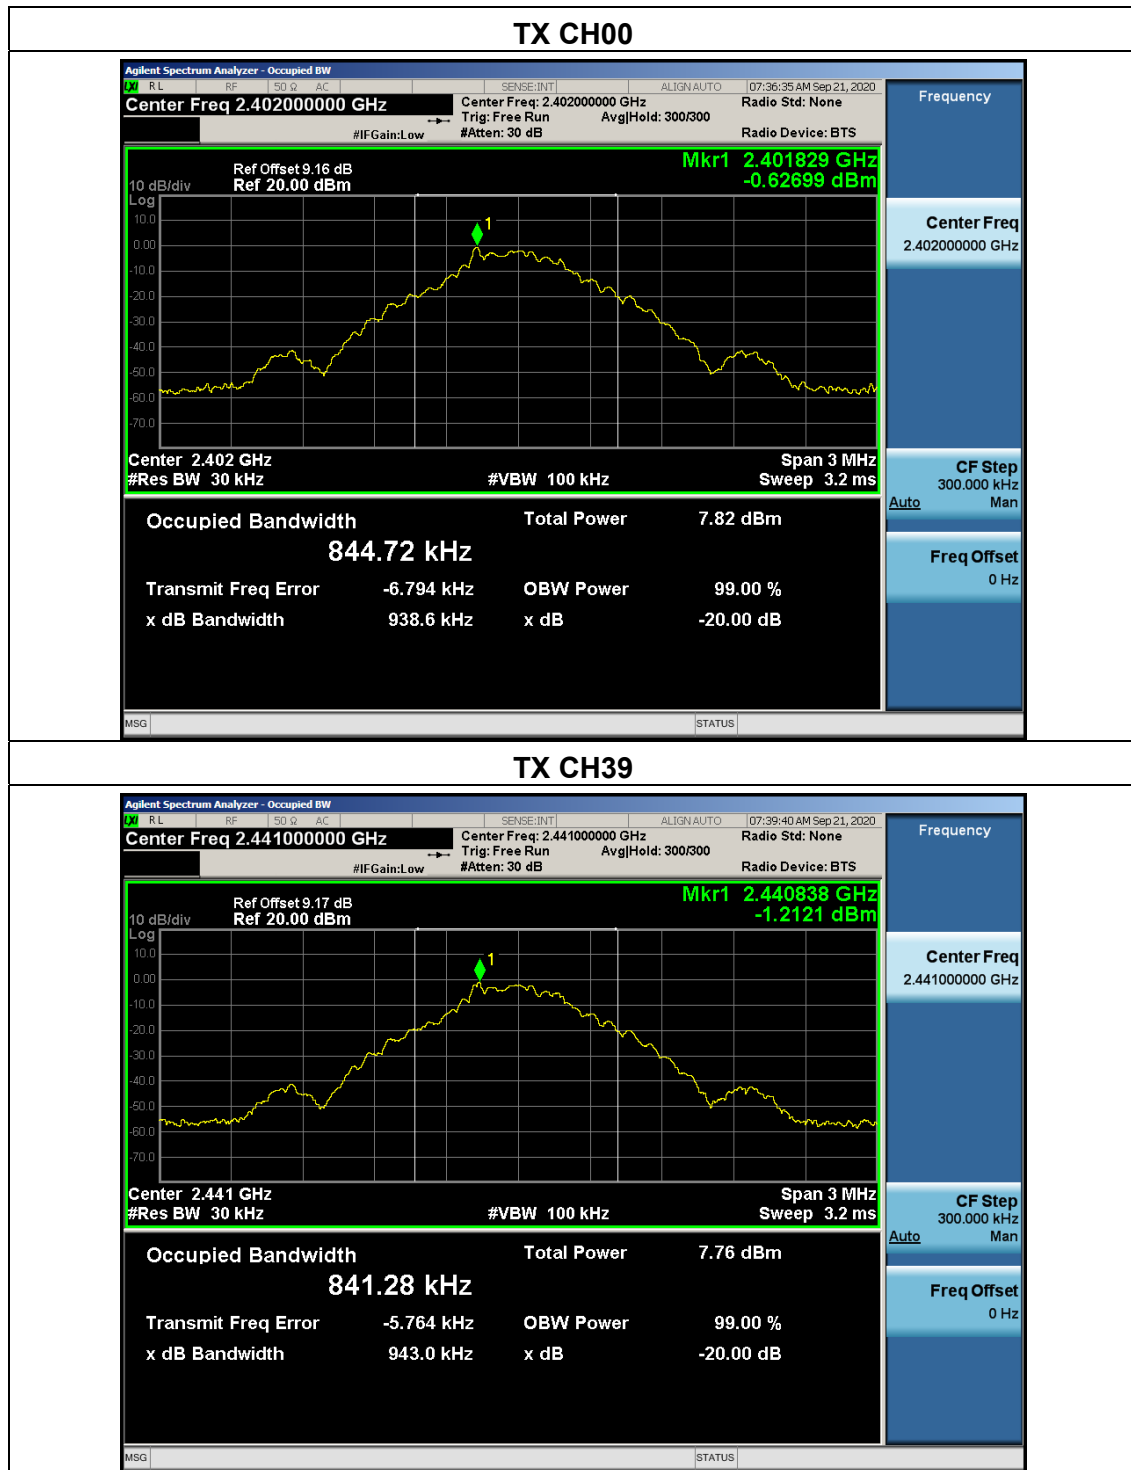 TX CH00
Agilent Spectrum Analyzer - Occupied BW
LXI RL RF 50 Ω AC SENSE:INT ALIGN AUTO 07:36:35 AM Sep 21, 2020
Center Freq 2.402000000 GHz
Center Freq: 2.402000000 GHz Radio Std: None
Trig: Free Run Avg|Hold: 300/300
#IFGain:Low #Atten: 30 dB Radio Device: BTS
Frequency
Mkr1 2.401829 GHz
-0.62699 dBm
Ref Offset 9.16 dB
10 dB/div Ref 20.00 dBm
Log
10.0
0.00
-10.0
-20.0
-30.0
-40.0
-50.0
-60.0
-70.0
1
Center Freq
2.402000000 GHz
Center 2.402 GHz Span 3 MHz
#Res BW 30 kHz #VBW 100 kHz Sweep 3.2 ms
CF Step
300.000 kHz
Auto Man
Occupied Bandwidth Total Power 7.82 dBm
844.72 kHz
Transmit Freq Error -6.794 kHz OBW Power 99.00 %
x dB Bandwidth 938.6 kHz x dB -20.00 dB
Freq Offset
0 Hz
MSG STATUS
TX CH39
Agilent Spectrum Analyzer - Occupied BW
LXI RL RF 50 Ω AC SENSE:INT ALIGN AUTO 07:39:40 AM Sep 21, 2020
Center Freq 2.441000000 GHz
Center Freq: 2.441000000 GHz Radio Std: None
Trig: Free Run Avg|Hold: 300/300
#IFGain:Low #Atten: 30 dB Radio Device: BTS
Frequency
Mkr1 2.440838 GHz
-1.2121 dBm
Ref Offset 9.17 dB
10 dB/div Ref 20.00 dBm
Log
10.0
0.00
-10.0
-20.0
-30.0
-40.0
-50.0
-60.0
-70.0
1
Center Freq
2.441000000 GHz
Center 2.441 GHz Span 3 MHz
#Res BW 30 kHz #VBW 100 kHz Sweep 3.2 ms
CF Step
300.000 kHz
Auto Man
Occupied Bandwidth Total Power 7.76 dBm
841.28 kHz
Transmit Freq Error -5.764 kHz OBW Power 99.00 %
x dB Bandwidth 943.0 kHz x dB -20.00 dB
Freq Offset
0 Hz
MSG STATUS